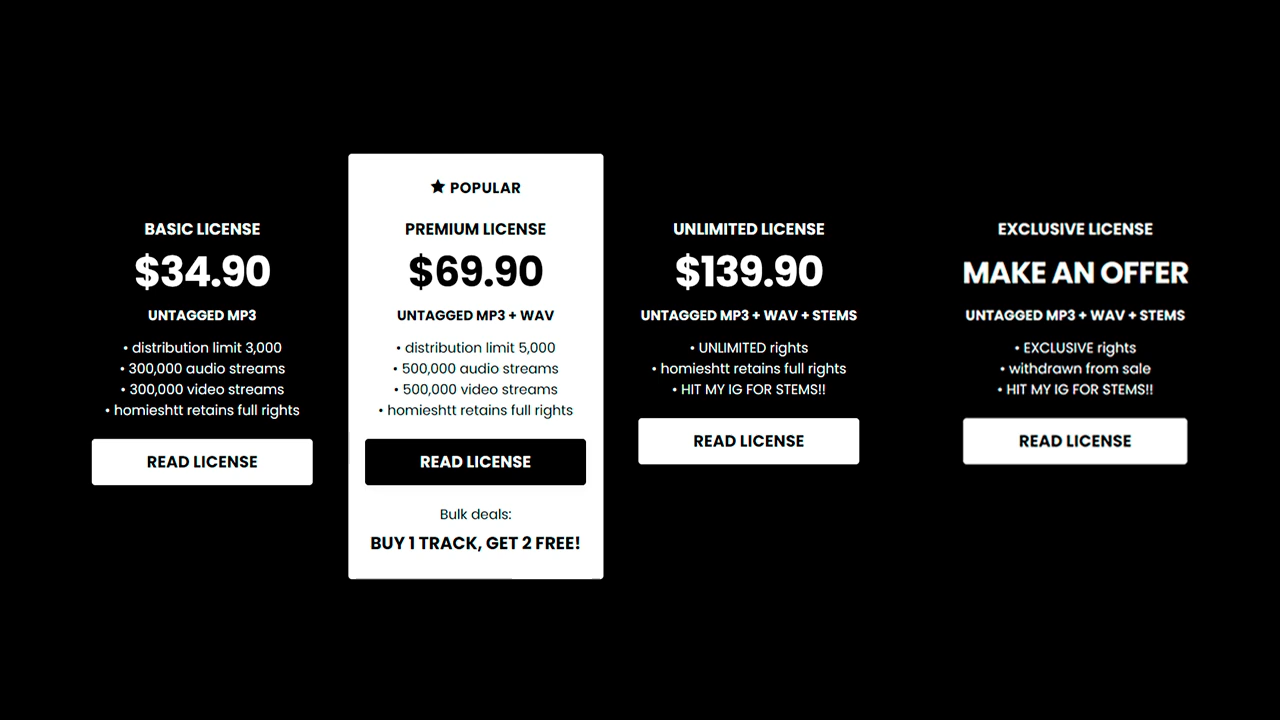 BASIC LICENSE
$34.90
UNTAGGED MP3
• distribution limit 3,000
• 300,000 audio streams
• 300,000 video streams
• homieshtt retains full rights
READ LICENSE
★ POPULAR
PREMIUM LICENSE
$69.90
UNTAGGED MP3 + WAV
• distribution limit 5,000
• 500,000 audio streams
• 500,000 video streams
• homieshtt retains full rights
READ LICENSE
Bulk deals:
BUY 1 TRACK, GET 2 FREE!
UNLIMITED LICENSE
$139.90
UNTAGGED MP3 + WAV + STEMS
• UNLIMITED rights
• homieshtt retains full rights
• HIT MY IG FOR STEMS!!
READ LICENSE
EXCLUSIVE LICENSE
MAKE AN OFFER
UNTAGGED MP3 + WAV + STEMS
• EXCLUSIVE rights
• withdrawn from sale
• HIT MY IG FOR STEMS!!
READ LICENSE